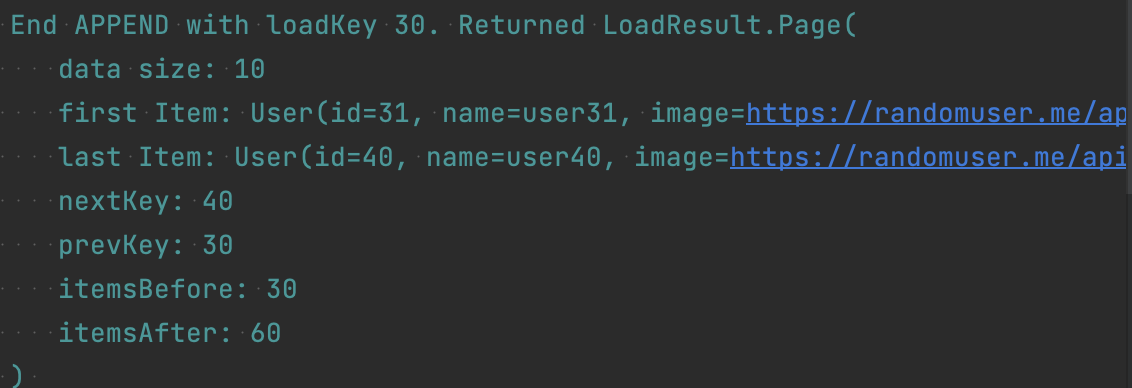 End APPEND with loadKey 30. Returned LoadResult.Page(
data size: 10
first Item: User(id=31, name=user31, image=https://randomuser.me/ap
last Item: User(id=40, name=user40, image=https://randomuser.me/api
nextKey: 40
prevKey: 30
itemsBefore: 30
itemsAfter: 60
)